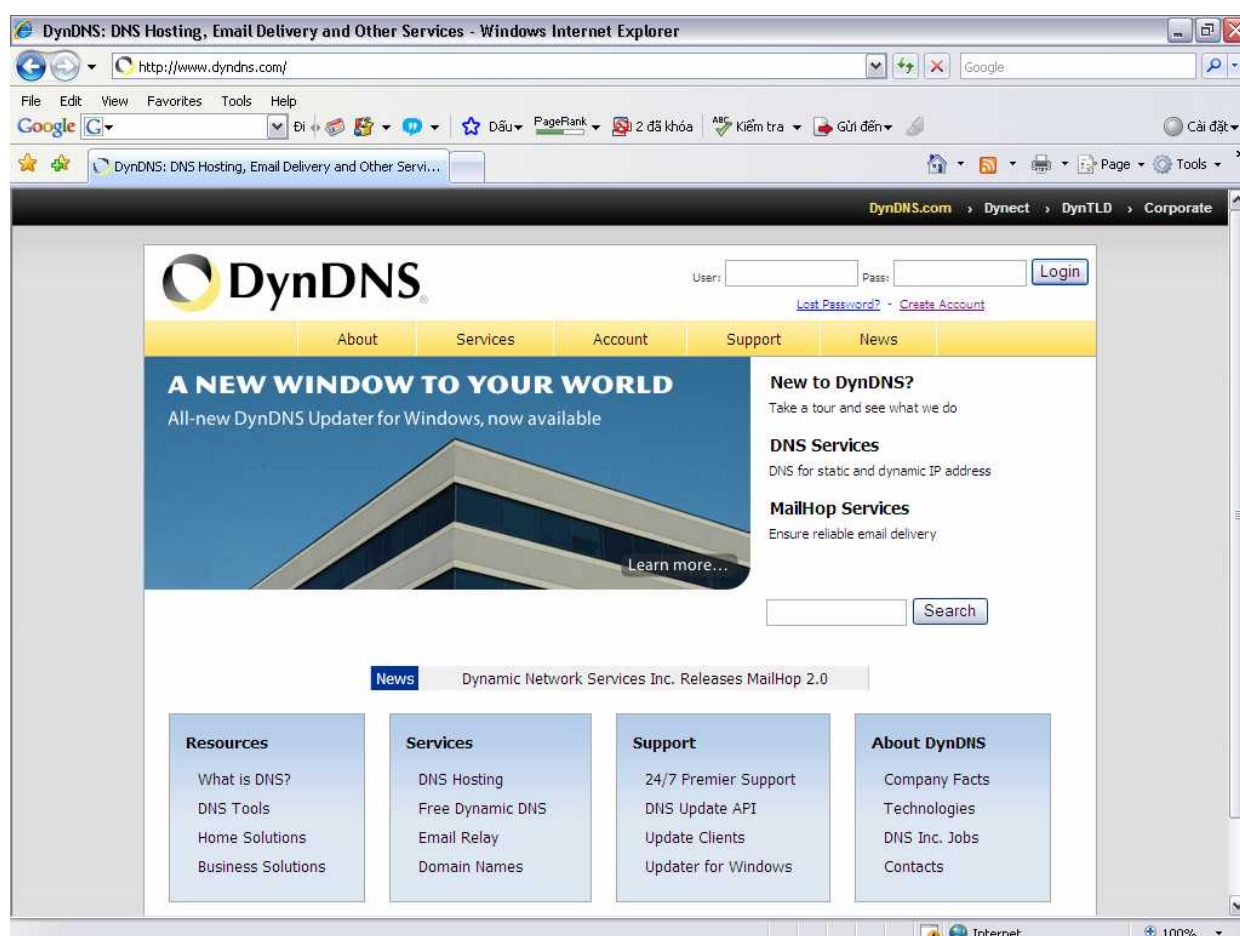 DynDNS: DNS Hosting, Email Delivery and Other Services - Windows Internet Explorer
http://www.dyndns.com/
Google
File Edit View Favorites Tools Help
Google G Đi Dấu PageRank 2 đã khóa ABC Kiểm tra Gửi đến Cài đặt
DynDNS: DNS Hosting, Email Delivery and Other Servi... Page Tools
DynDNS.com › Dynect › DynTLD › Corporate
DynDNS®
User: Pass: Login
Lost Password? - Create Account
About Services Account Support News
A NEW WINDOW TO YOUR WORLD
All-new DynDNS Updater for Windows, now available
Learn more...
New to DynDNS?
Take a tour and see what we do
DNS Services
DNS for static and dynamic IP address
MailHop Services
Ensure reliable email delivery
Search
News Dynamic Network Services Inc. Releases MailHop 2.0
Resources
What is DNS?
DNS Tools
Home Solutions
Business Solutions
Services
DNS Hosting
Free Dynamic DNS
Email Relay
Domain Names
Support
24/7 Premier Support
DNS Update API
Update Clients
Updater for Windows
About DynDNS
Company Facts
Technologies
DNS Inc. Jobs
Contacts
Internet 100%